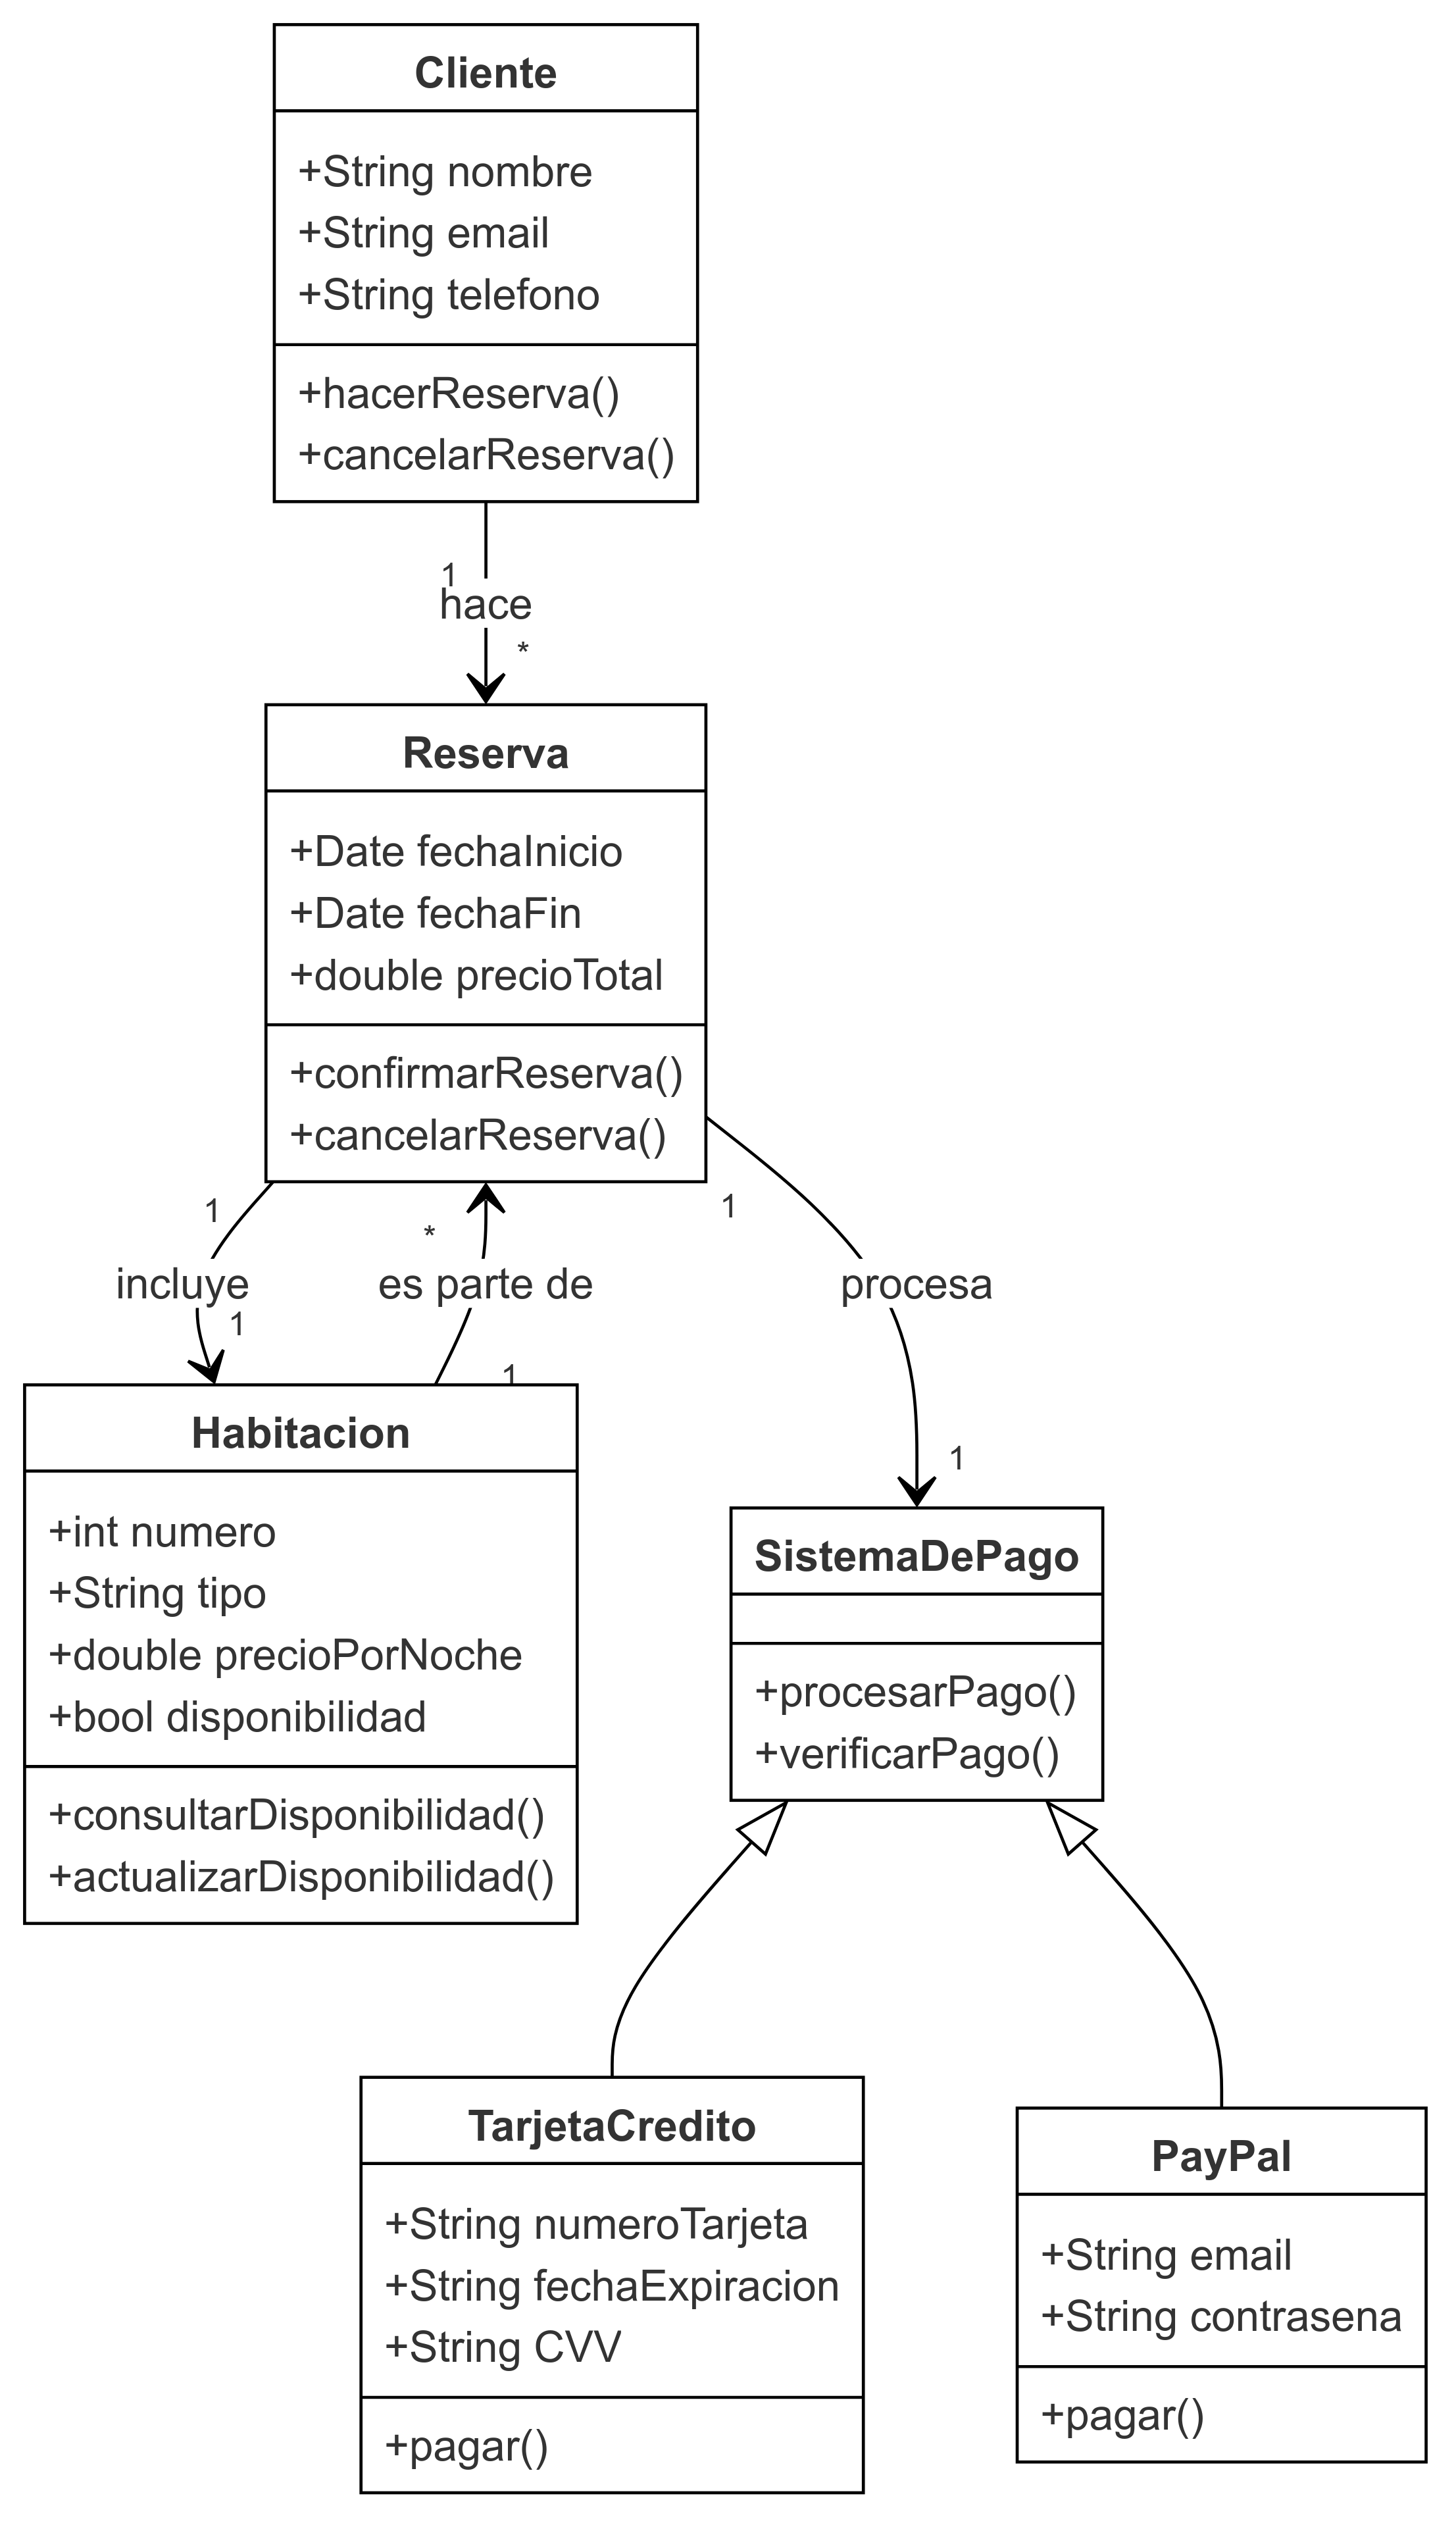 Cliente
+String nombre
+String email
+String telefono
+hacerReserva()
+cancelarReserva()
1
hace
*
Reserva
+Date fechaInicio
+Date fechaFin
+double precioTotal
+confirmarReserva()
+cancelarReserva()
1
incluye
1
*
es parte de
1
1
procesa
1
Habitacion
+int numero
+String tipo
+double precioPorNoche
+bool disponibilidad
+consultarDisponibilidad()
+actualizarDisponibilidad()
SistemaDePago
+procesarPago()
+verificarPago()
TarjetaCredito
+String numeroTarjeta
+String fechaExpiracion
+String CVV
+pagar()
PayPal
+String email
+String contrasena
+pagar()